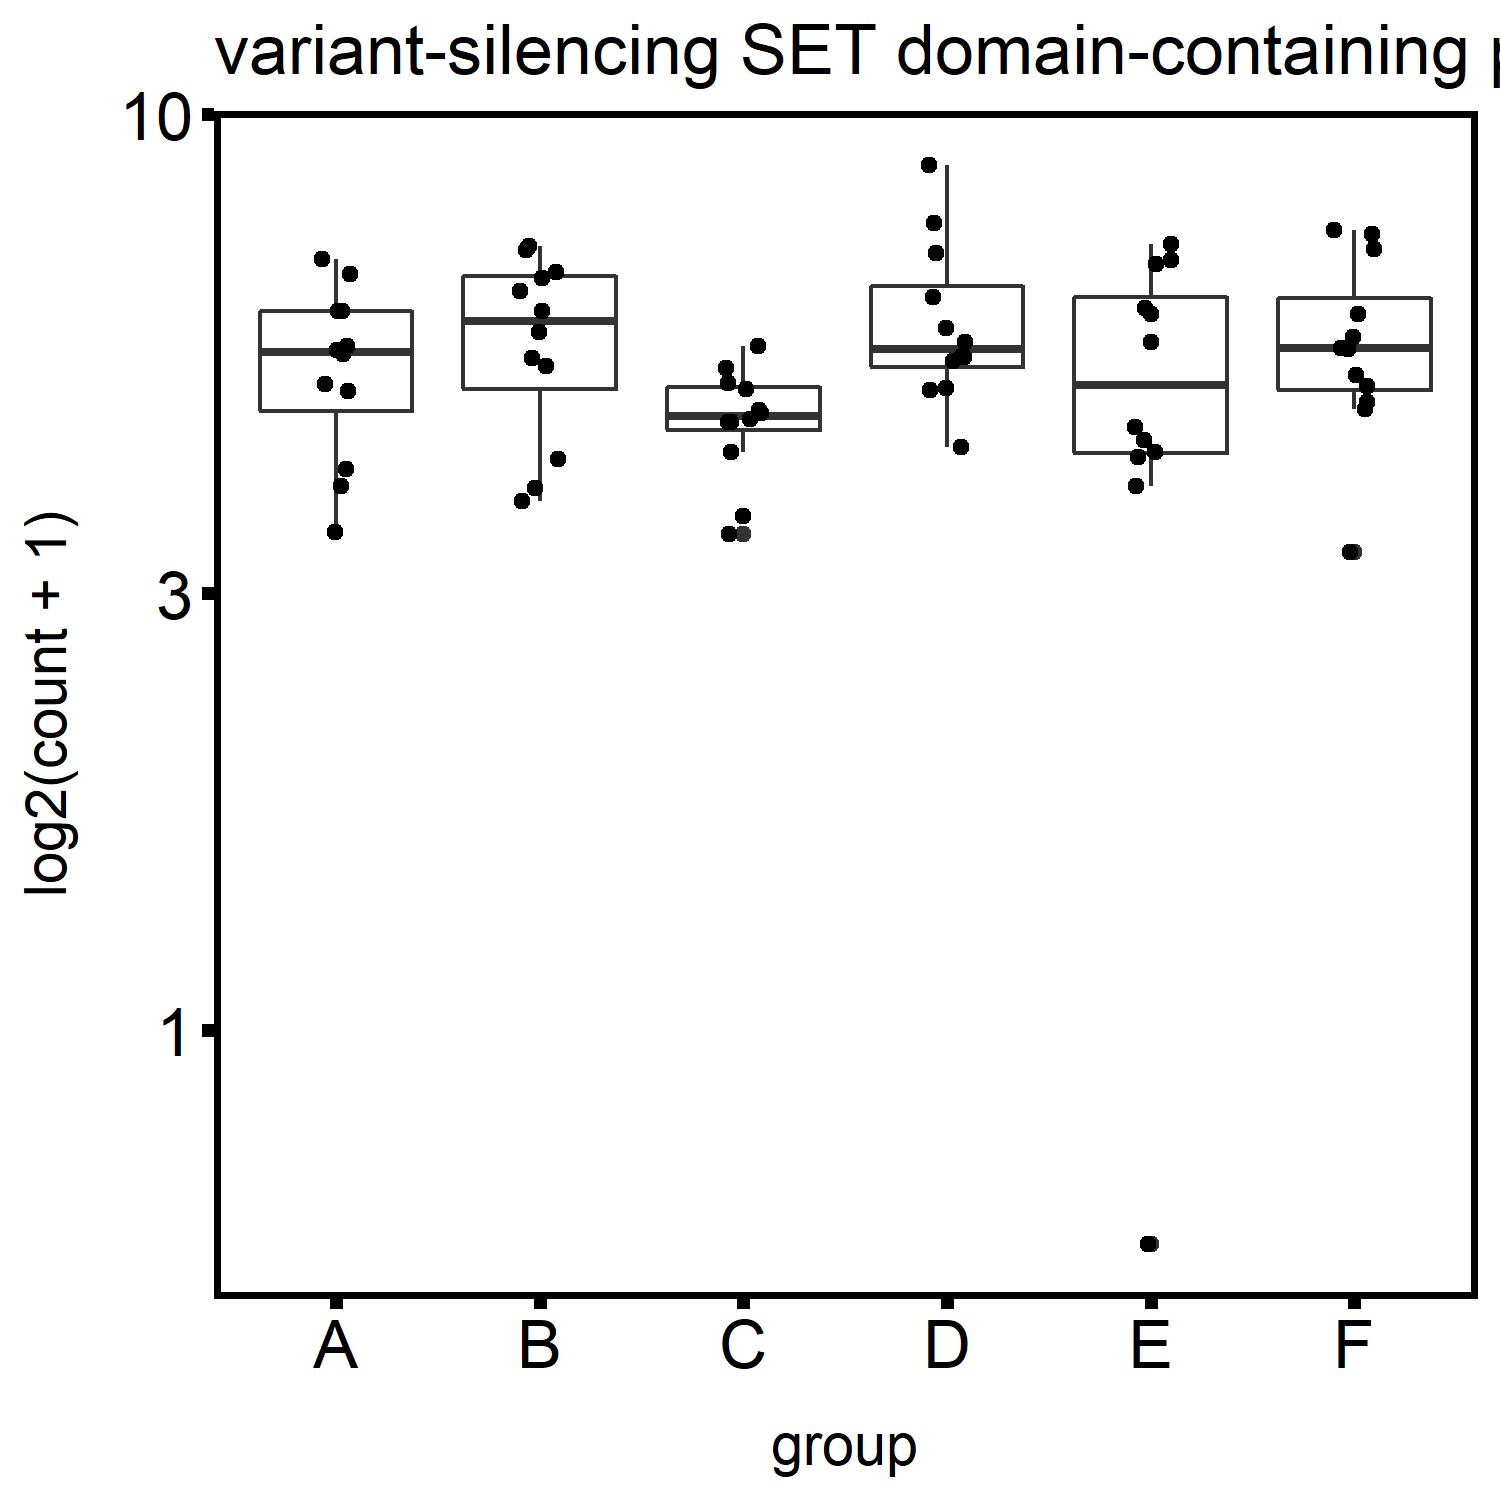 variant-silencing SET domain-containing
10
3
1
log2(count + 1)
A B C D E F
group